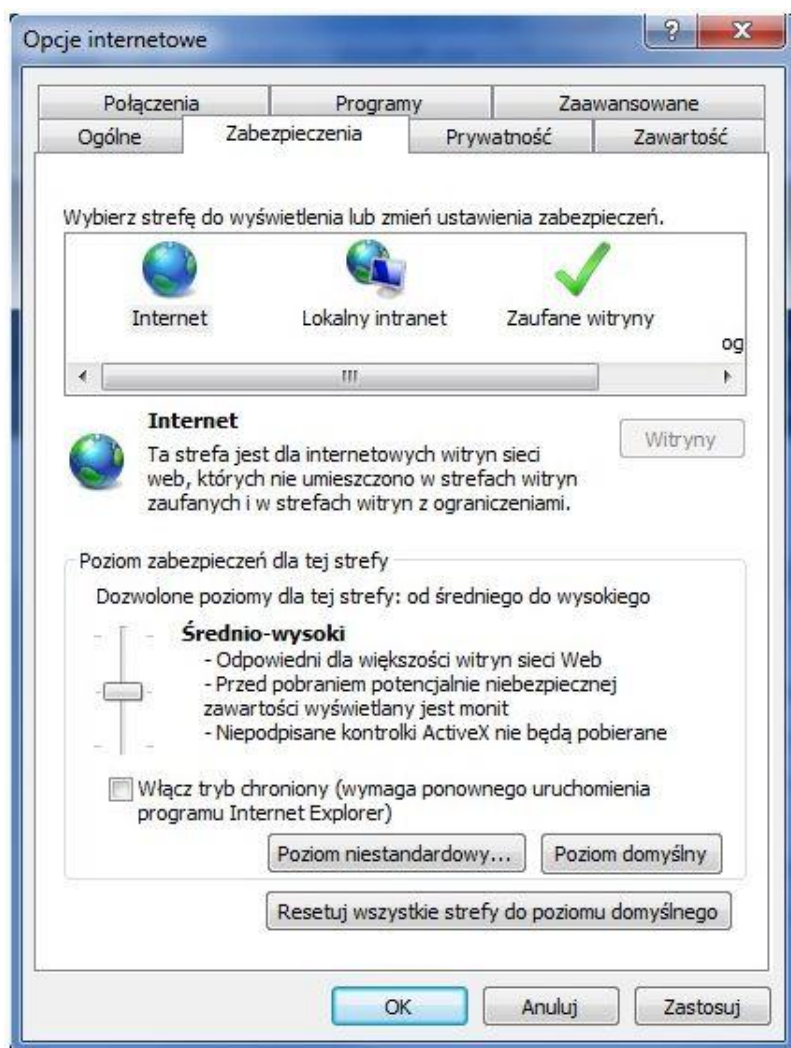 Opcje internetowe
Połączenia Programy Zaawansowane
Ogólne Zabezpieczenia Prywatność Zawartość
Wybierz strefę do wyświetlenia lub zmień ustawienia zabezpieczeń.
Internet Lokalny intranet Zaufane witryny
og
Internet
Witryny
Ta strefa jest dla internetowych witryn sieci
web, których nie umieszczono w strefach witryn
zaufanych i w strefach witryn z ograniczeniami.
Poziom zabezpieczeń dla tej strefy
Dozwolone poziomy dla tej strefy: od średniego do wysokiego
Średnio-wysoki
- Odpowiedni dla większości witryn sieci Web
- Przed pobraniem potencjalnie niebezpiecznej
zawartości wyświetlany jest monit
- Niepodpisane kontrolki ActiveX nie będą pobierane
Włącz tryb chroniony (wymaga ponownego uruchomienia
programu Internet Explorer)
Poziom niestandardowy... Poziom domyślny
Resetuj wszystkie strefy do poziomu domyślnego
OK Anuluj Zastosuj